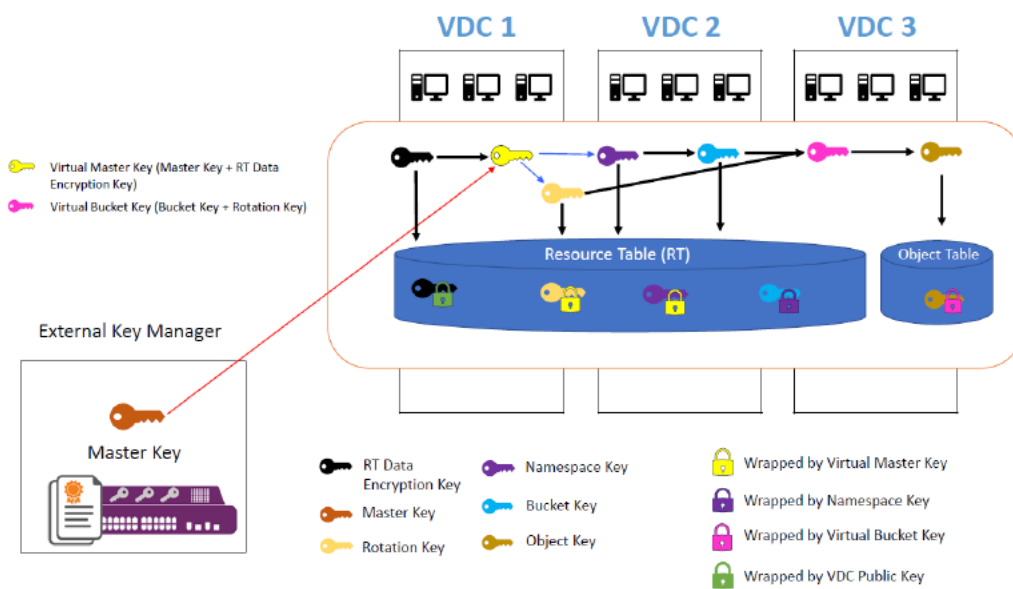 VDC 1
VDC 2
VDC 3
Virtual Master Key (Master Key + RT Data
Encryption Key)
Virtual Bucket Key (Bucket Key + Rotation Key)
Resource Table (RT)
Object Table
External Key Manager
Master Key
RT Data
Encryption Key
Master Key
Rotation Key
Namespace Key
Bucket Key
Object Key
Wrapped by Virtual Master Key
Wrapped by Namespace Key
Wrapped by Virtual Bucket Key
Wrapped by VDC Public Key